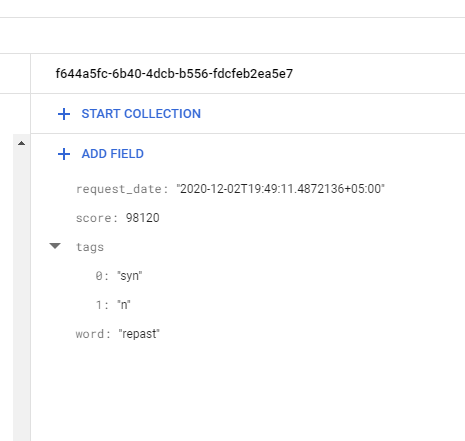 f644a5fc-6b40-4dcb-b556-fdcfeb2ea5e7
START COLLECTION
ADD FIELD
request_date: "2020-12-02T19:49:11.4872136+05:00"
score: 98120
tags
0: "syn"
1: "n"
word: "repast"